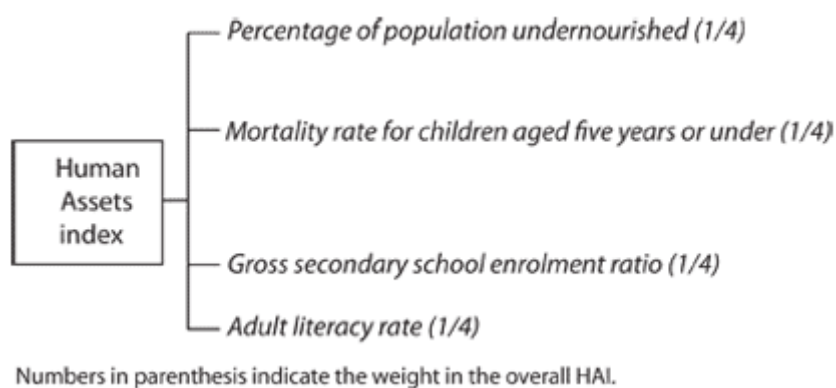 Percentage of population undernourished (1/4)
Mortality rate for children aged five years or under (1/4)
Human
Assets
index
Gross secondary school enrolment ratio (1/4)
Adult literacy rate (1/4)
Numbers in parenthesis indicate the weight in the overall HAI.